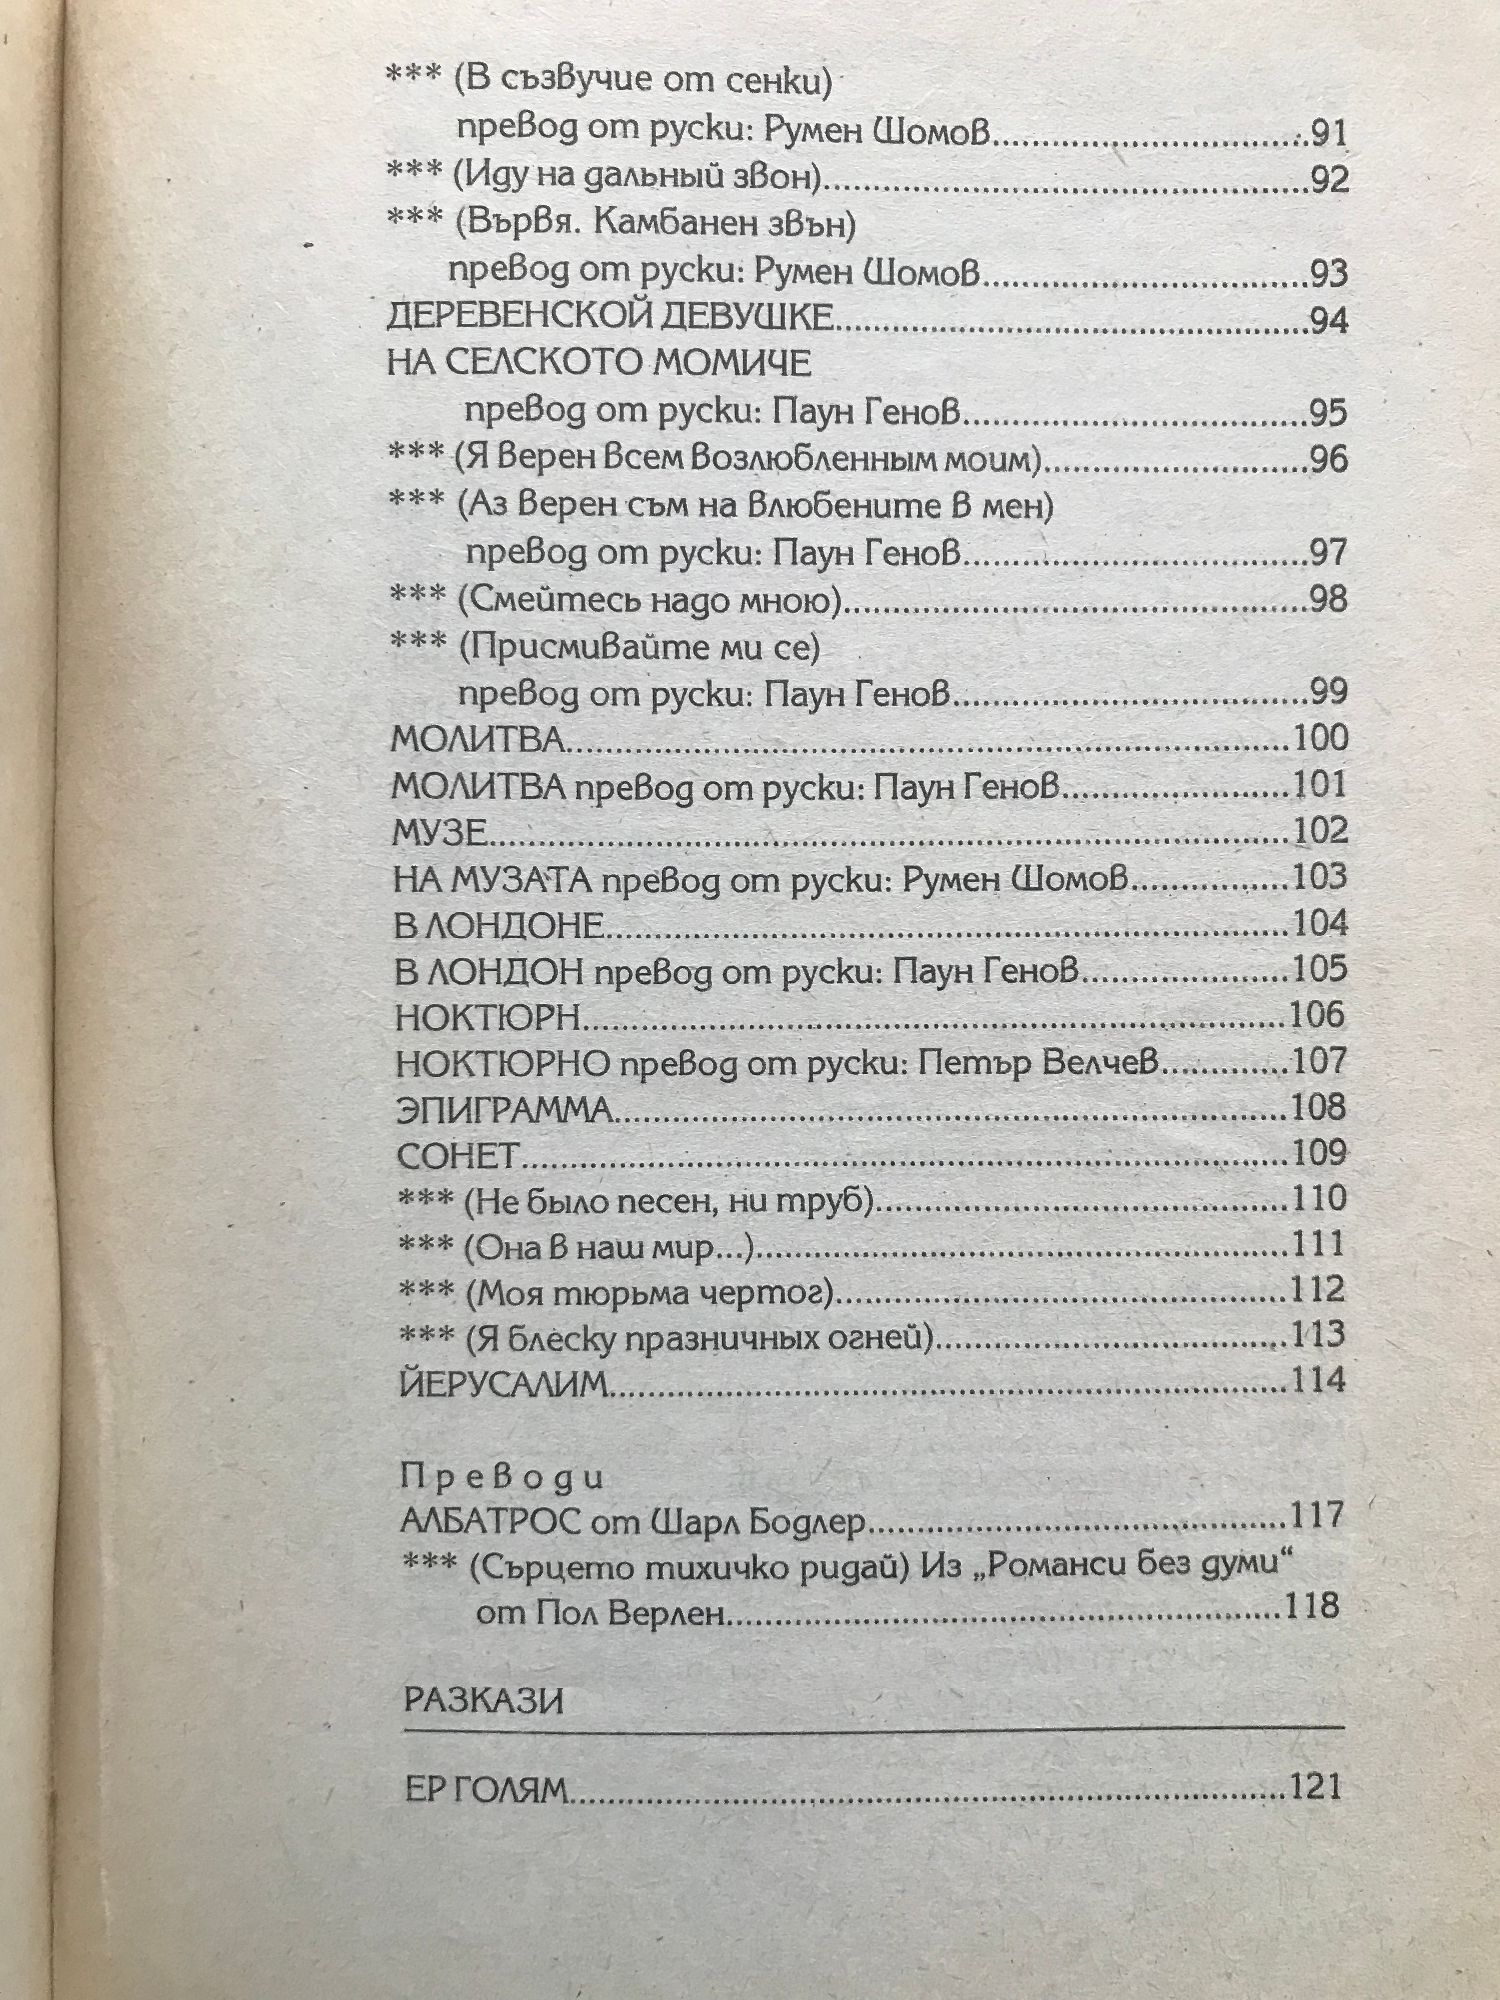 *** (В съзвучие от сенки)
превод от руски: Румен Шомов................................91
*** (Иду на дальный звон)................................92
*** (Вървя. Камбанен звън)
превод от руски: Румен Шомов................................93
ДЕРЕВЕНСКОЙ ДЕВУШКЕ................................94
НА СЕЛСКОТО МОМИЧЕ
превод от руски: Паун Генов................................95
*** (Я верен всем возлюбленным моим)................................96
*** (Аз верен съм на влюбените в мен)
превод от руски: Паун Генов................................97
*** (Смейтесь надо мною)................................98
*** (Присмивайте ми се)
превод от руски: Паун Генов................................99
МОЛИТВА................................100
МОЛИТВА превод от руски: Паун Генов................................101
МУЗЕ................................102
НА МУЗАТА превод от руски: Румен Шомов................103
В ЛОНДОНЕ................................104
В ЛОНДОН превод от руски: Паун Генов................................105
НОКТЮРН................................106
НОКТЮРНО превод от руски: Петър Велчев.............107
ЭПИГРАММА................................108
СОНЕТ................................109
*** (Не было песен, ни труб)................................110
*** (Она в наш мир...)................................111
*** (Моя тюрьма чертог)................................112
*** (Я блеску празничных огней)................................113
ЙЕРУСАЛИМ................................114
Преводи
АЛБАТРОС от Шарл Бодлер................................117
*** (Сърцето тихичко ридай) Из „Романси без думи“
от Пол Верлен................................118
РАЗКАЗИ
ЕР ГОЛЯМ................................121